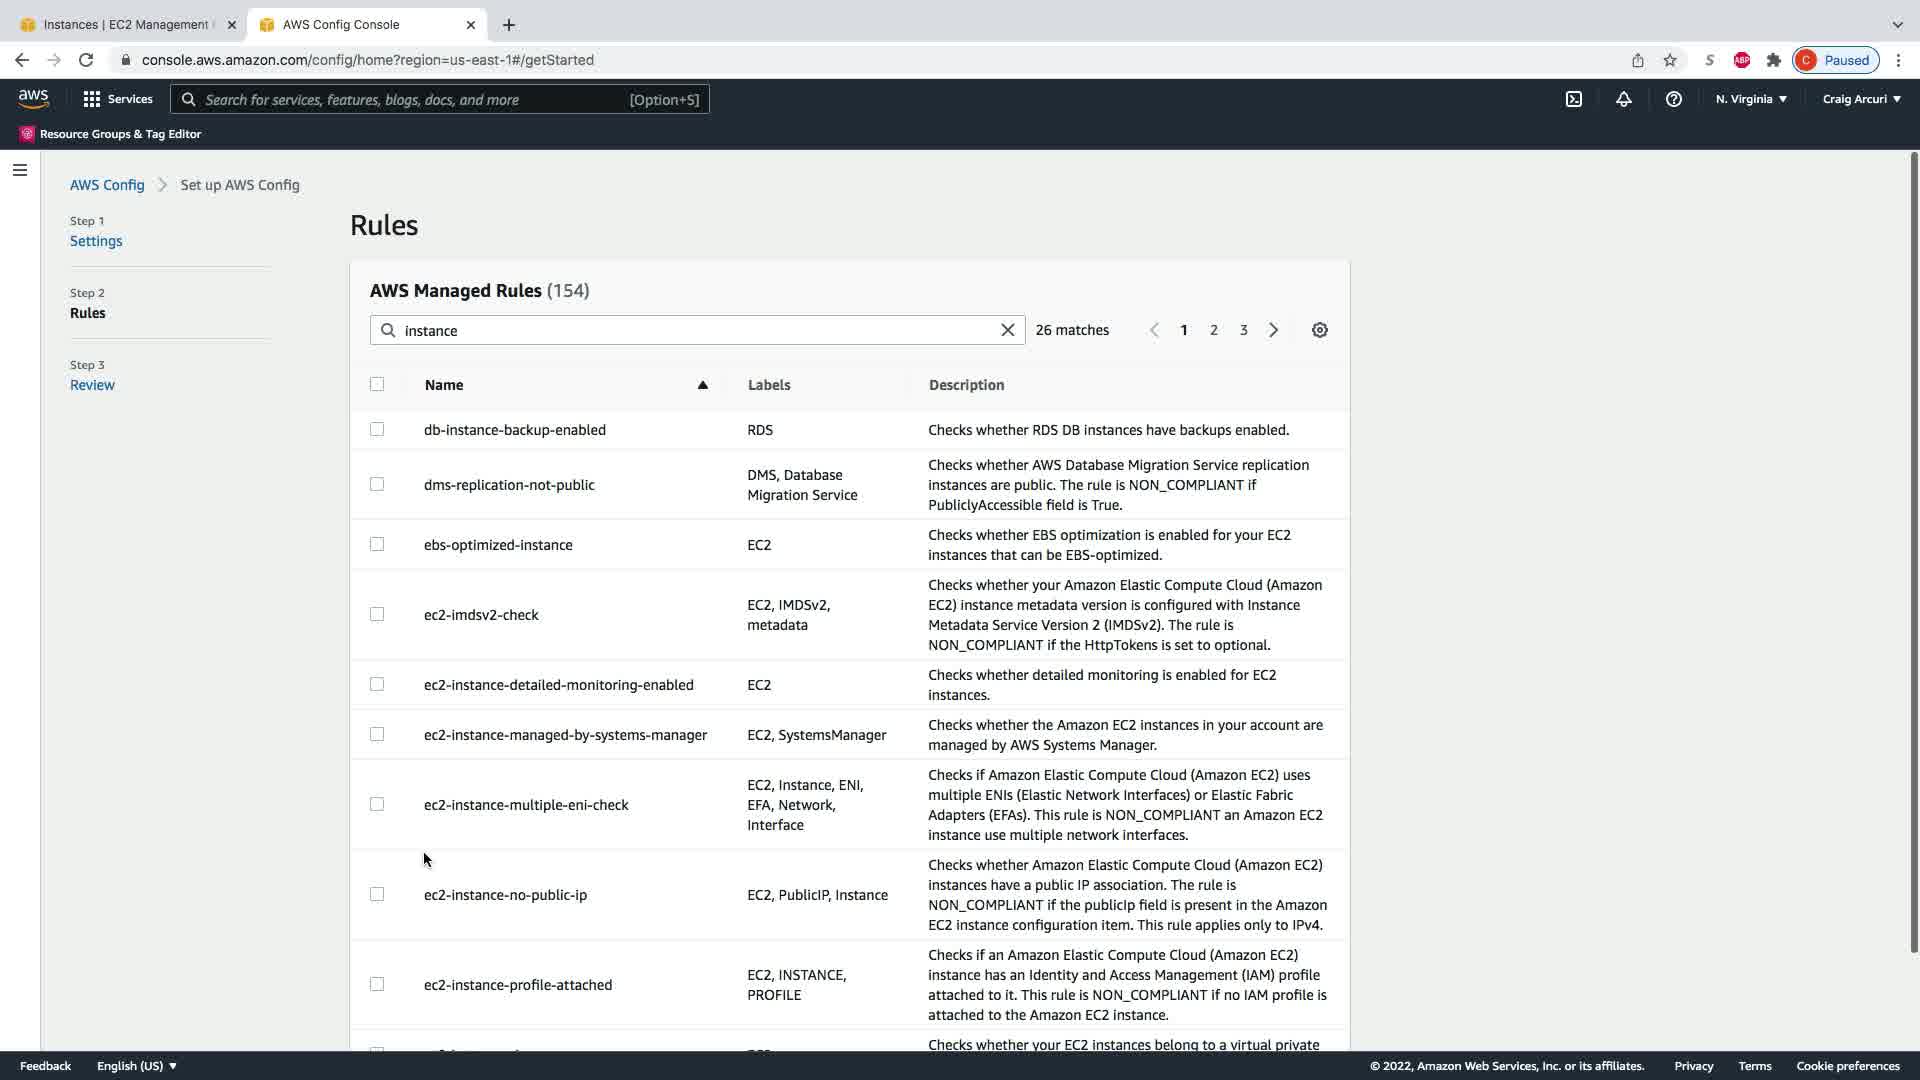 Instances | EC2 Management
AWS Config Console
console.aws.amazon.com/config/home?region=us-east-1#/getStarted
S
ABP
C Paused
aws
Services
Search for services, features, blogs, docs, and more [Option+S]
N. Virginia
Craig Arcuri
Resource Groups & Tag Editor
AWS Config
Set up AWS Config
Step 1
Settings
Step 2
Rules
Step 3
Review
Rules
AWS Managed Rules (154)
instance
26 matches
1 2 3
Name
Labels
Description
db-instance-backup-enabled
RDS
Checks whether RDS DB instances have backups enabled.
dms-replication-not-public
DMS, Database
Migration Service
Checks whether AWS Database Migration Service replication
instances are public. The rule is NON_COMPLIANT if
PubliclyAccessible field is True.
ebs-optimized-instance
EC2
Checks whether EBS optimization is enabled for your EC2
instances that can be EBS-optimized.
ec2-imdsv2-check
EC2, IMDSv2,
metadata
Checks whether your Amazon Elastic Compute Cloud (Amazon
EC2) instance metadata version is configured with Instance
Metadata Service Version 2 (IMDSv2). The rule is
NON_COMPLIANT if the HttpTokens is set to optional.
ec2-instance-detailed-monitoring-enabled
EC2
Checks whether detailed monitoring is enabled for EC2
instances.
ec2-instance-managed-by-systems-manager
EC2, SystemsManager
Checks whether the Amazon EC2 instances in your account are
managed by AWS Systems Manager.
ec2-instance-multiple-eni-check
EC2, Instance, ENI,
EFA, Network,
Interface
Checks if Amazon Elastic Compute Cloud (Amazon EC2) uses
multiple ENIs (Elastic Network Interfaces) or Elastic Fabric
Adapters (EFAs). This rule is NON_COMPLIANT an Amazon EC2
instance use multiple network interfaces.
ec2-instance-no-public-ip
EC2, PublicIP, Instance
Checks whether Amazon Elastic Compute Cloud (Amazon EC2)
instances have a public IP association. The rule is
NON_COMPLIANT if the publicIp field is present in the Amazon
EC2 instance configuration item. This rule applies only to IPv4.
ec2-instance-profile-attached
EC2, INSTANCE,
PROFILE
Checks if an Amazon Elastic Compute Cloud (Amazon EC2)
instance has an Identity and Access Management (IAM) profile
attached to it. This rule is NON_COMPLIANT if no IAM profile is
attached to the Amazon EC2 instance.
Checks whether your EC2 instances belong to a virtual private
Feedback
English (US)
© 2022, Amazon Web Services, Inc. or its affiliates.
Privacy
Terms
Cookie preferences